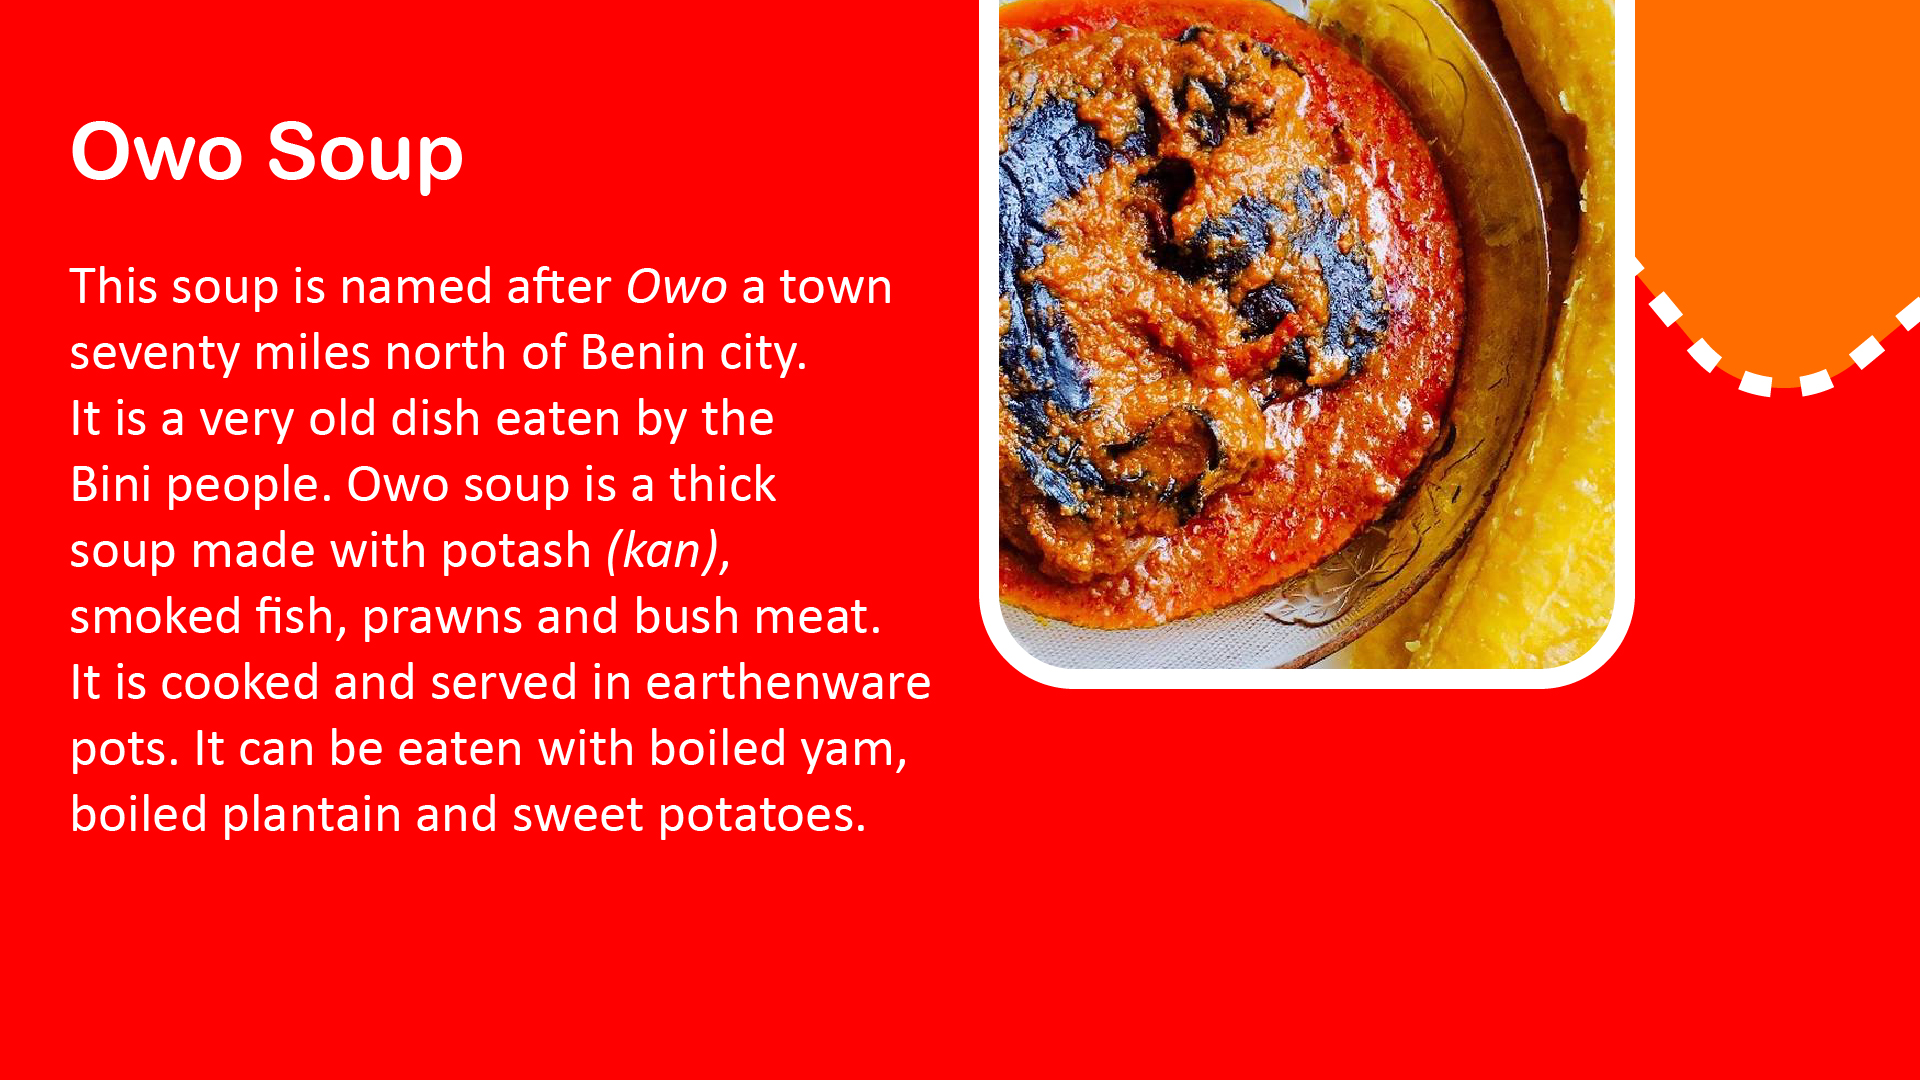 Owo Soup
This soup is named after Owo a town
seventy miles north of Benin city.
It is a very old dish eaten by the
Bini people. Owo soup is a thick
soup made with potash (kan),
smoked fish, prawns and bush meat.
It is cooked and served in earthenware
pots. It can be eaten with boiled yam,
boiled plantain and sweet potatoes.